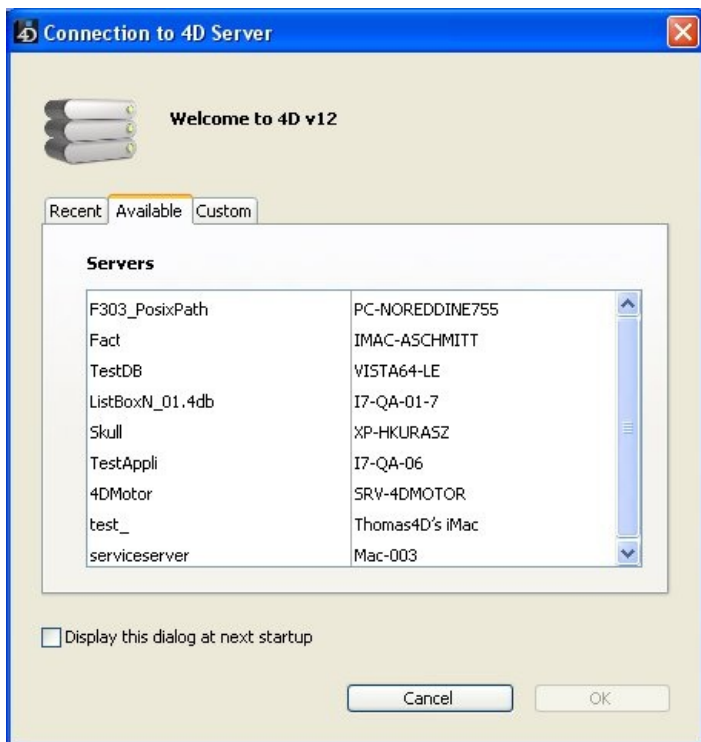 Connection to 4D Server
Welcome to 4D v12
Recent Available Custom
Servers
F303_PosixPath PC-NOREDDINE755
Fact IMAC-ASCHMITT
TestDB VISTA64-LE
ListBoxN_01.4db I7-QA-01-7
Skull XP-HKURASZ
TestAppli I7-QA-06
4DMotor SRV-4DMOTOR
test_ Thomas4D's iMac
serviceserver Mac-003
Display this dialog at next startup
Cancel OK